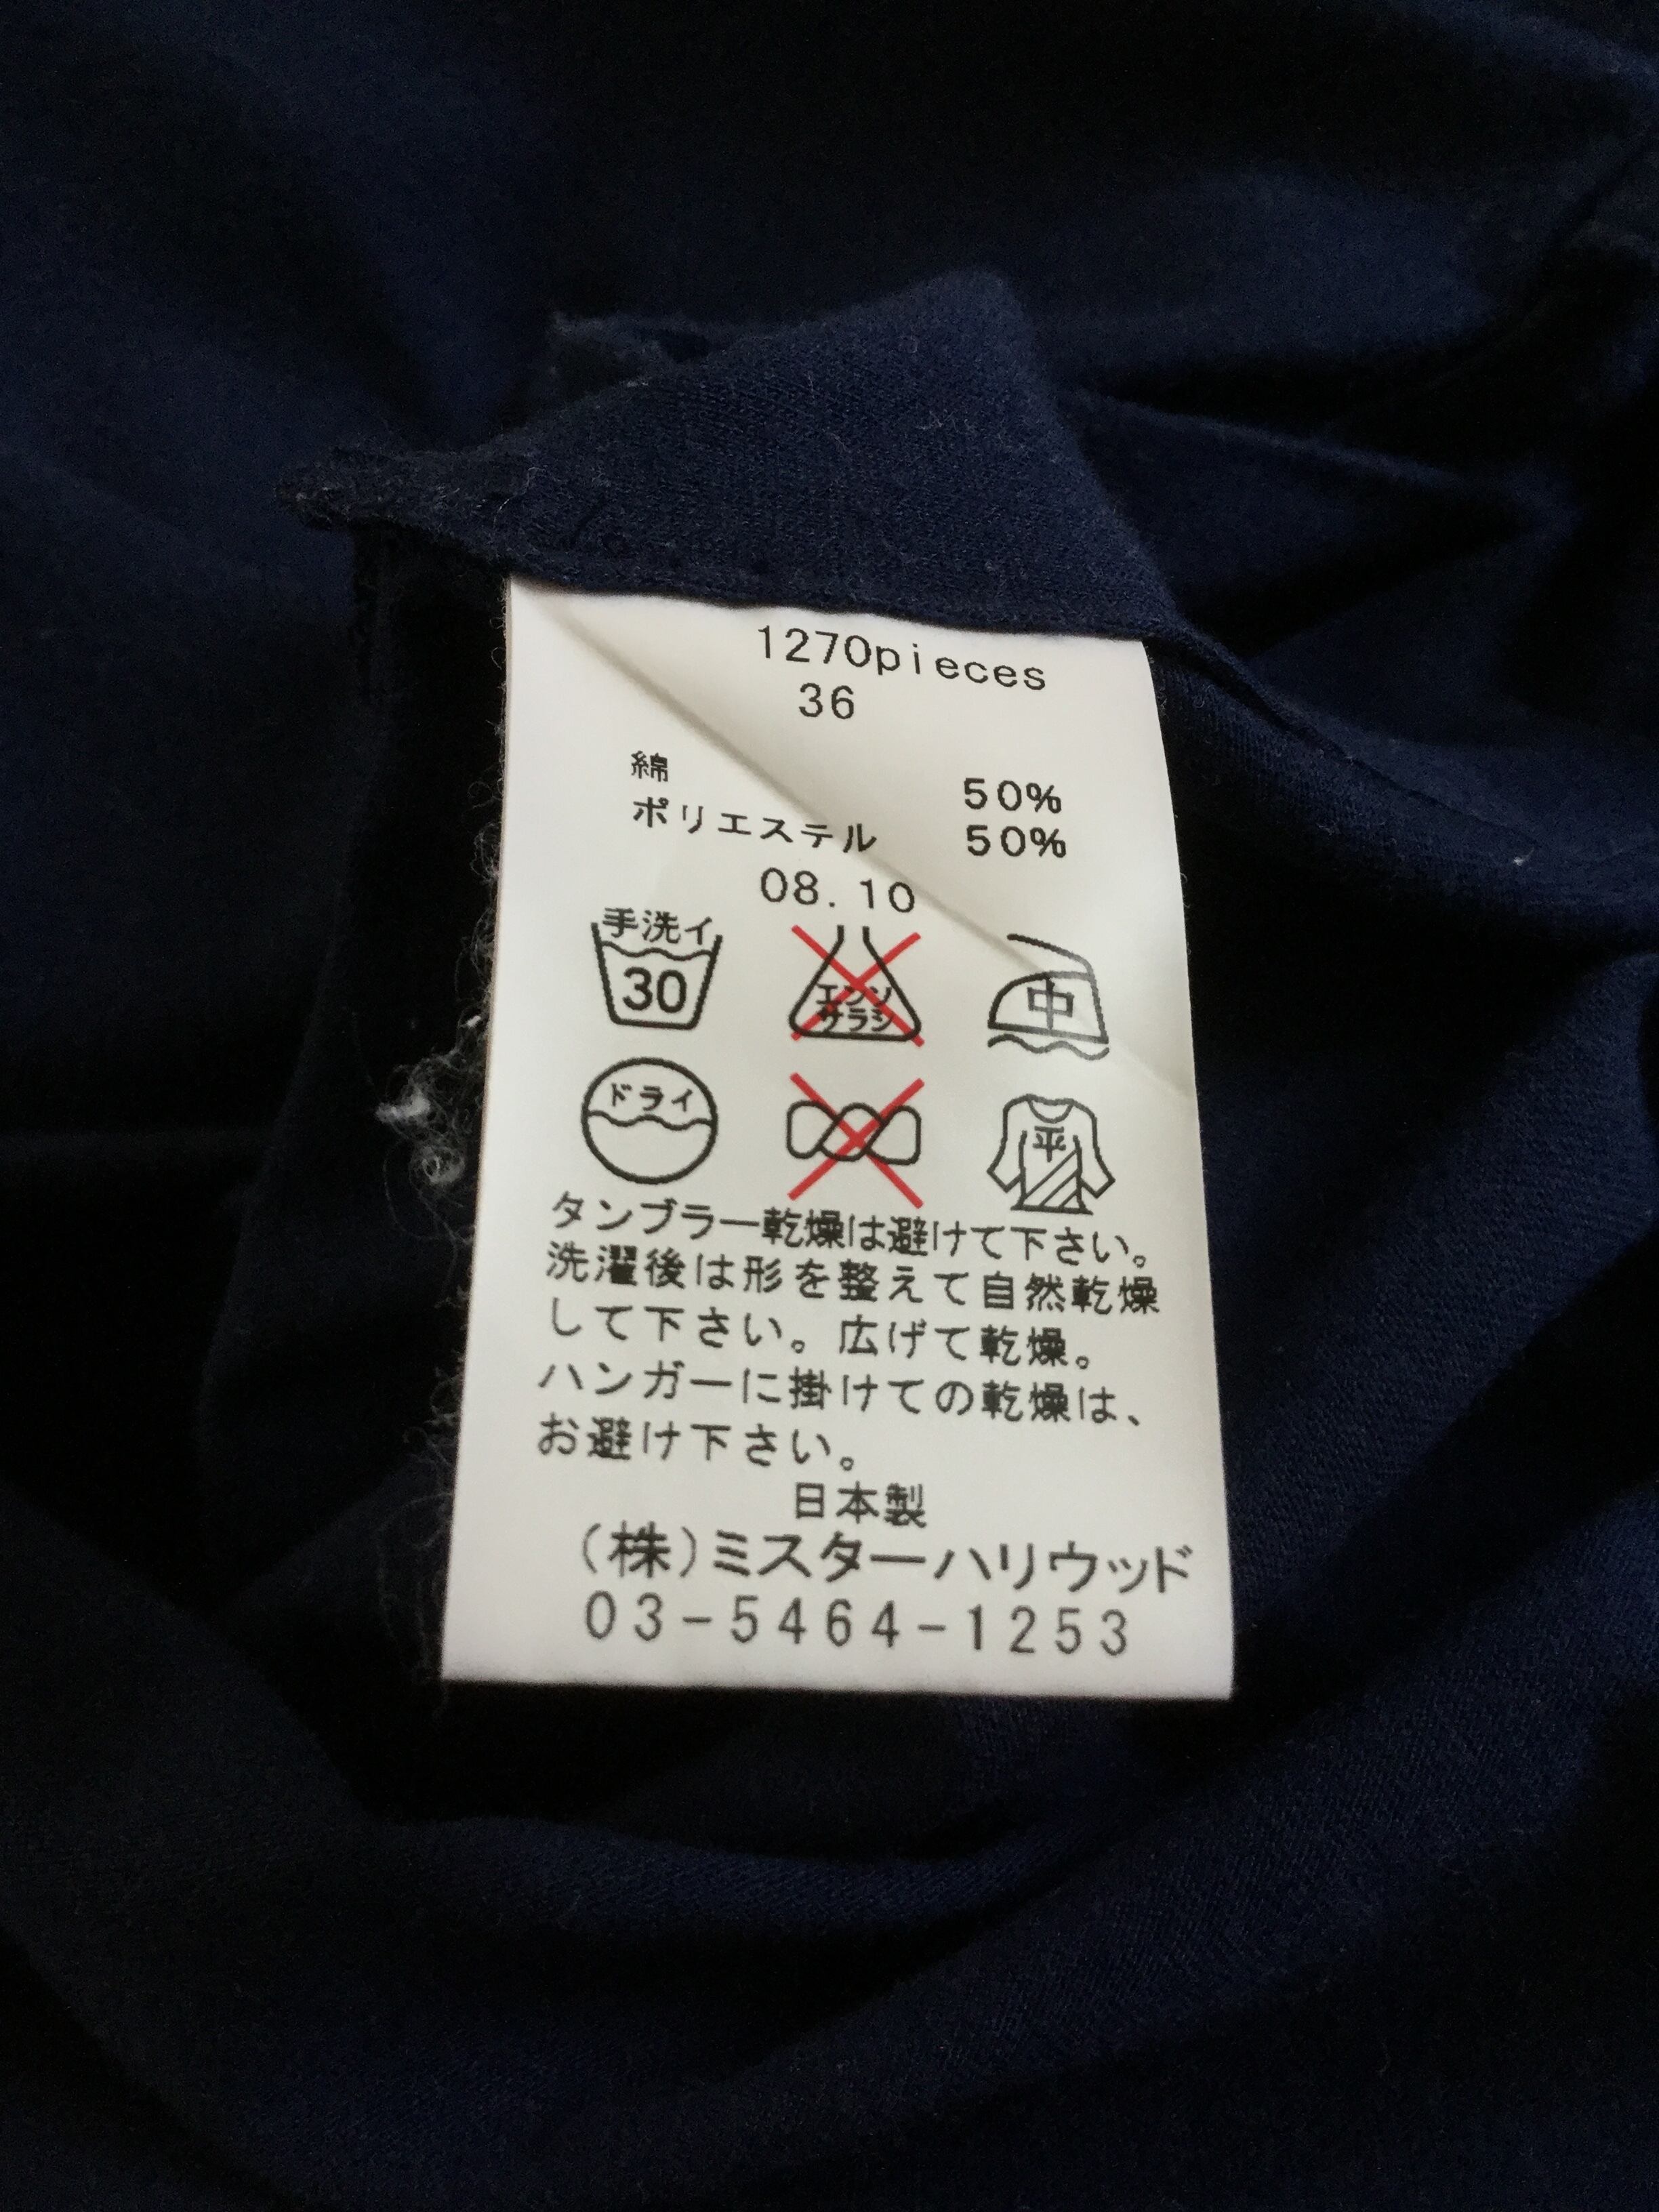 1270pieces
36
綿 50%
ポリエステル 50%
08.10
手洗イ
30
エンソ
サラシ
中
ドライ
平
タンブラー乾燥は避けて下さい。
洗濯後は形を整えて自然乾燥
して下さい。広げて乾燥。
ハンガーに掛けての乾燥は、
お避け下さい。
日本製
(株)ミスターハリウッド
03-5464-1253